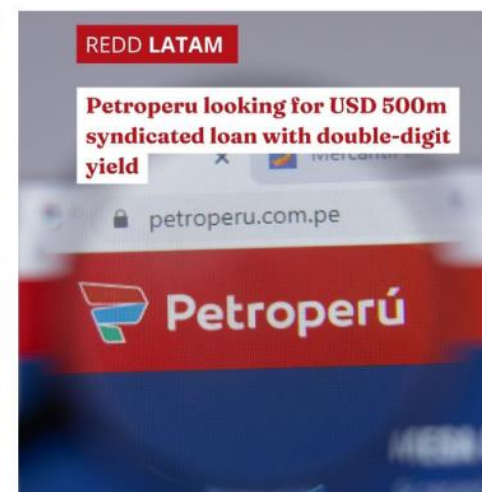 REDD LATAM
Petroperu looking for USD 500m
syndicated loan with double-digit
yield
petroperu.com.pe
Petroperú